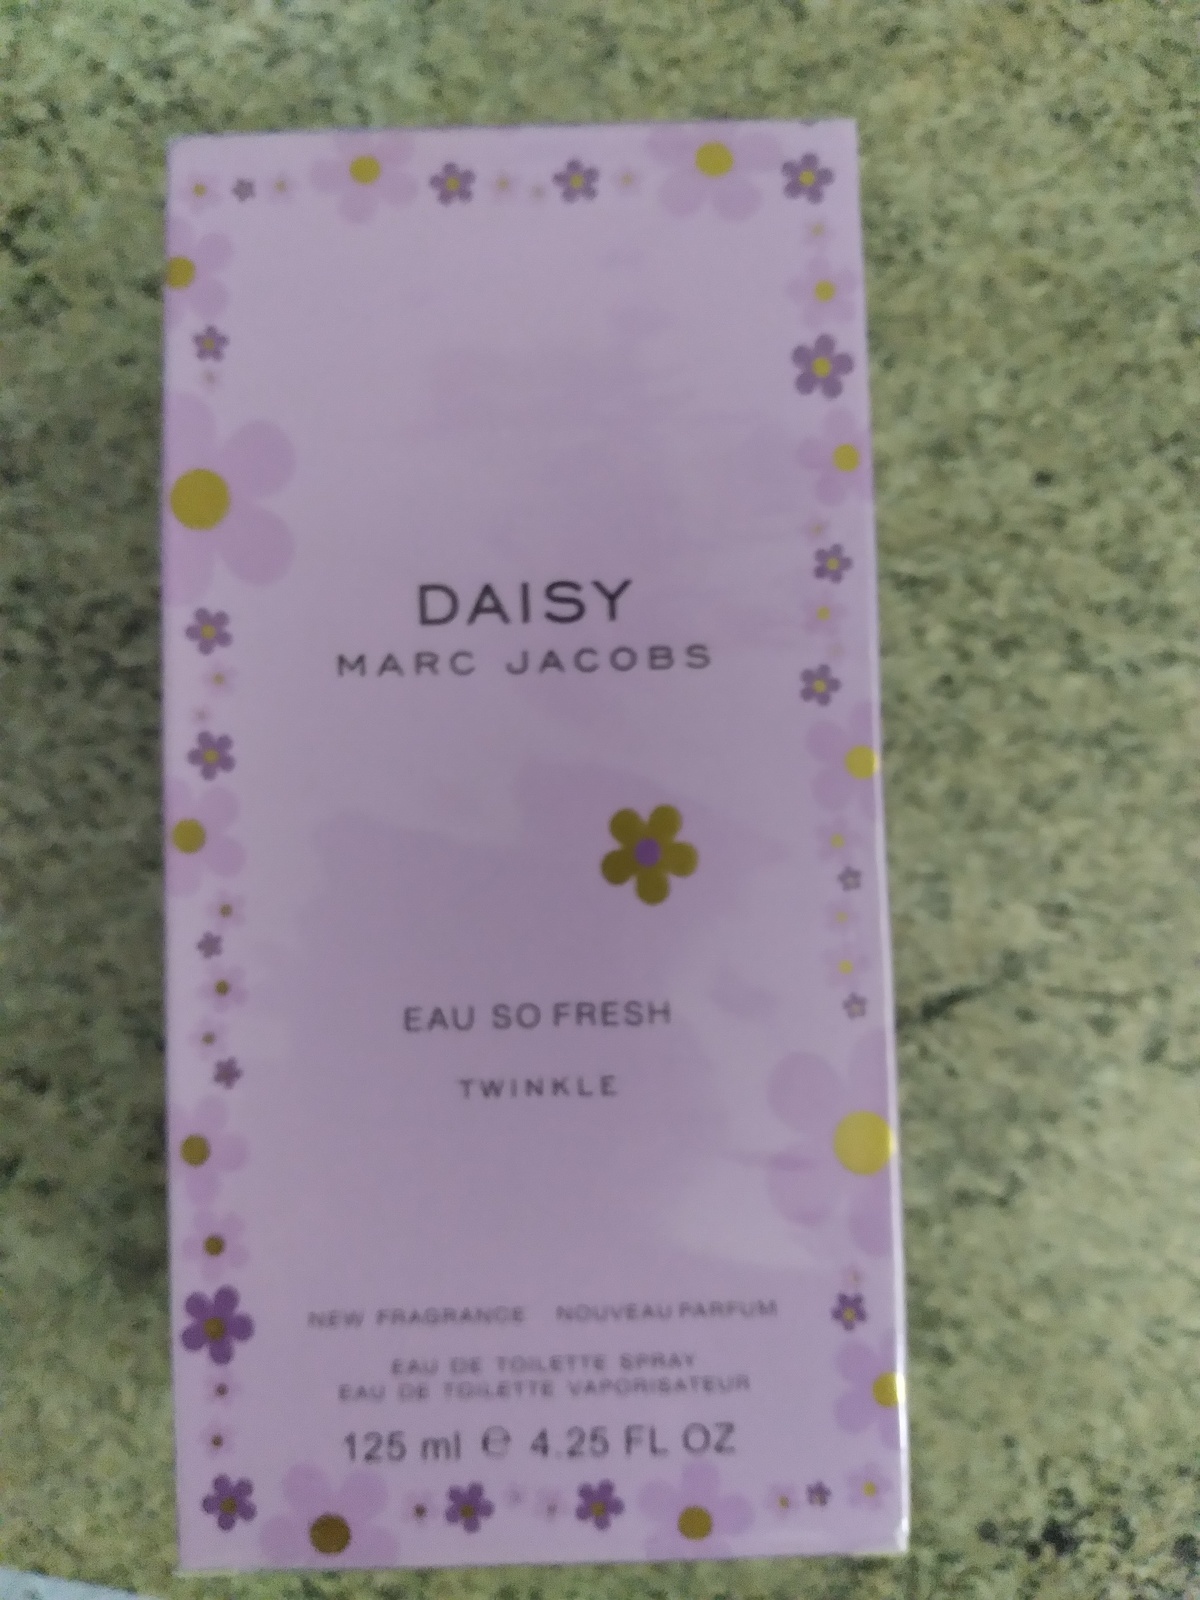 DAISY
MARC JACOBS
EAU SO FRESH
TWINKLE
NEW FRAGRANCE NOUVEAU PARFUM
EAU DE TOILETTE SPRAY
EAU DE TOILETTE VAPORISATEUR
125 ml ℮ 4.25 FL OZ